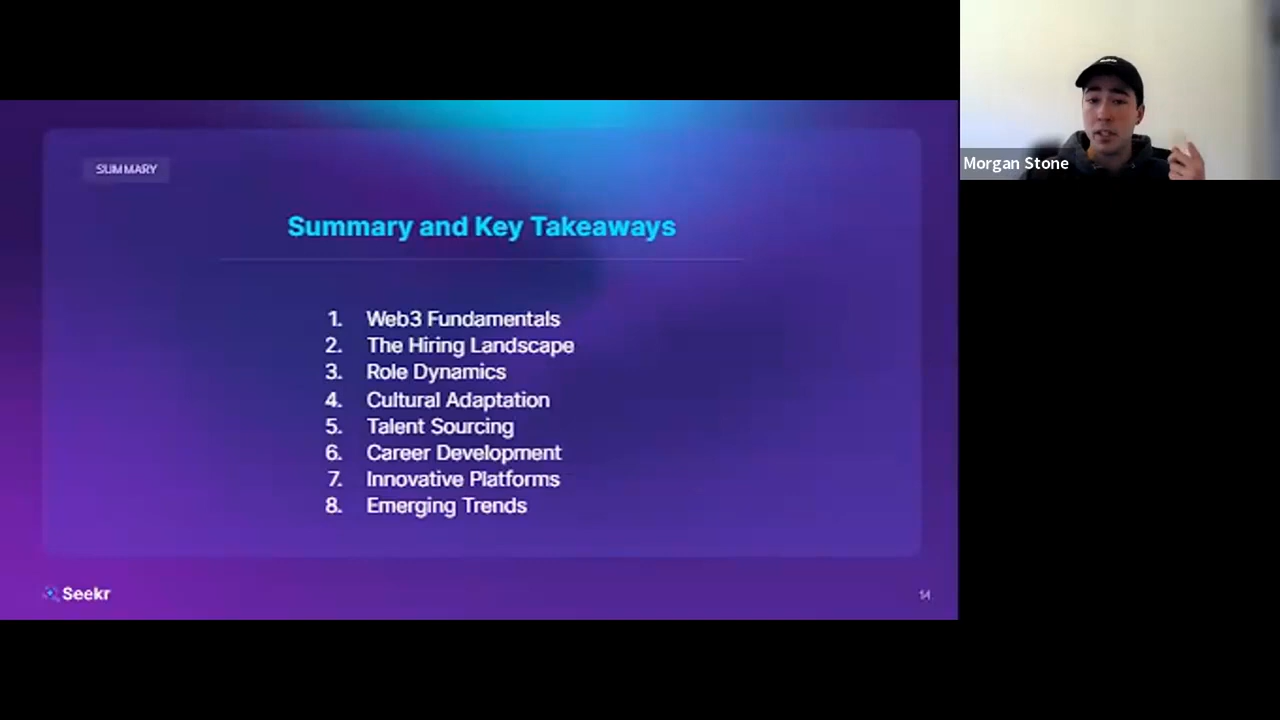 SUMMARY
Summary and Key Takeaways
1. Web3 Fundamentals
2. The Hiring Landscape
3. Role Dynamics
4. Cultural Adaptation
5. Talent Sourcing
6. Career Development
7. Innovative Platforms
8. Emerging Trends
Seekr
14
Morgan Stone